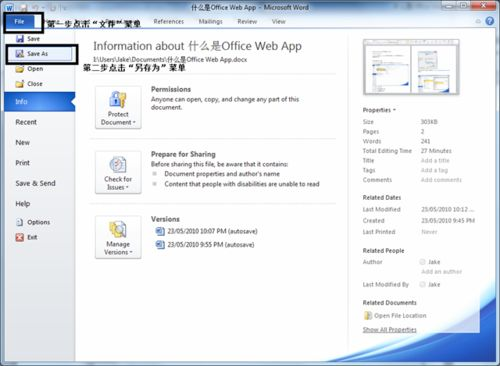 什么是Office Web App - Microsoft Word
File 第一步点击“文件”菜单 References Mailings Review View
Save
Save As
第二步点击“另存为”菜单
Open
Close
Info
Recent
New
Print
Save & Send
Help
Options
Exit
Information about 什么是Office Web App
I:\Users\Jake\Documents\什么是Office Web App.docx
Protect
Document
Permissions
Anyone can open, copy, and change any part of this
document.
Check for
Issues
Prepare for Sharing
Before sharing this file, be aware that it contains:
Document properties and author's name
Content that people with disabilities are unable to read
Manage
Versions
Versions
23/05/2010 10:07 PM (autosave)
23/05/2010 9:55 PM (autosave)
Properties
Size 303KB
Pages 2
Words 241
Total Editing Time 27 Minutes
Title Add a title
Tags Add a tag
Comments Add comments
Related Dates
Last Modified 23/05/2010 10:12 ...
Created 23/05/2010 9:45 PM
Last Printed Never
Related People
Author Jake
Add an author
Last Modified By Jake
Related Documents
Open File Location
Show All Properties